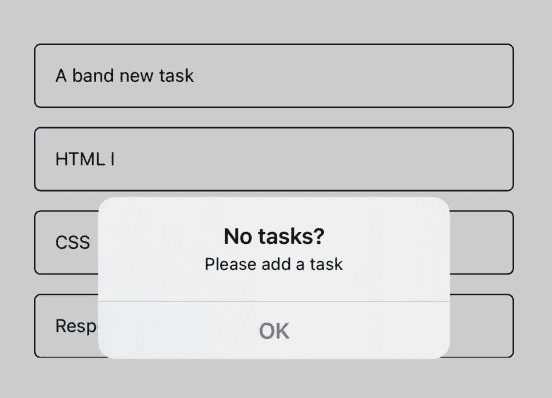 A band new task
HTML I
CSS
No tasks?
Please add a task
Resp
OK